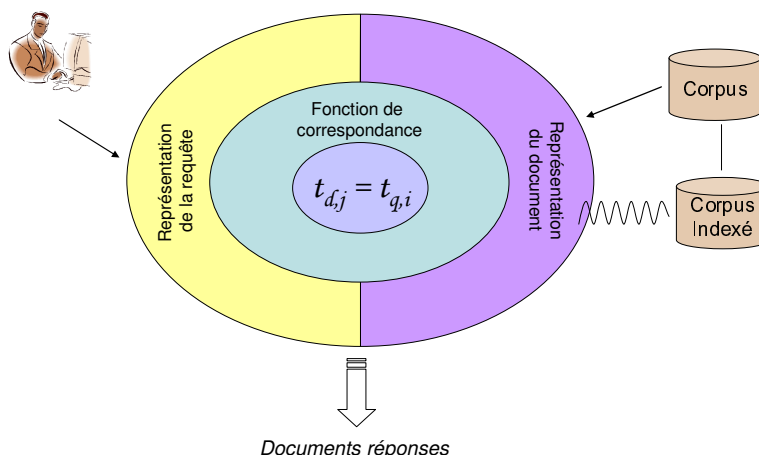 Fonction de
correspondance
t_{d,j} = t_{q,i}
Représentation
de la requête
Représentation
du document
Corpus
Corpus
Indexé
Documents réponses